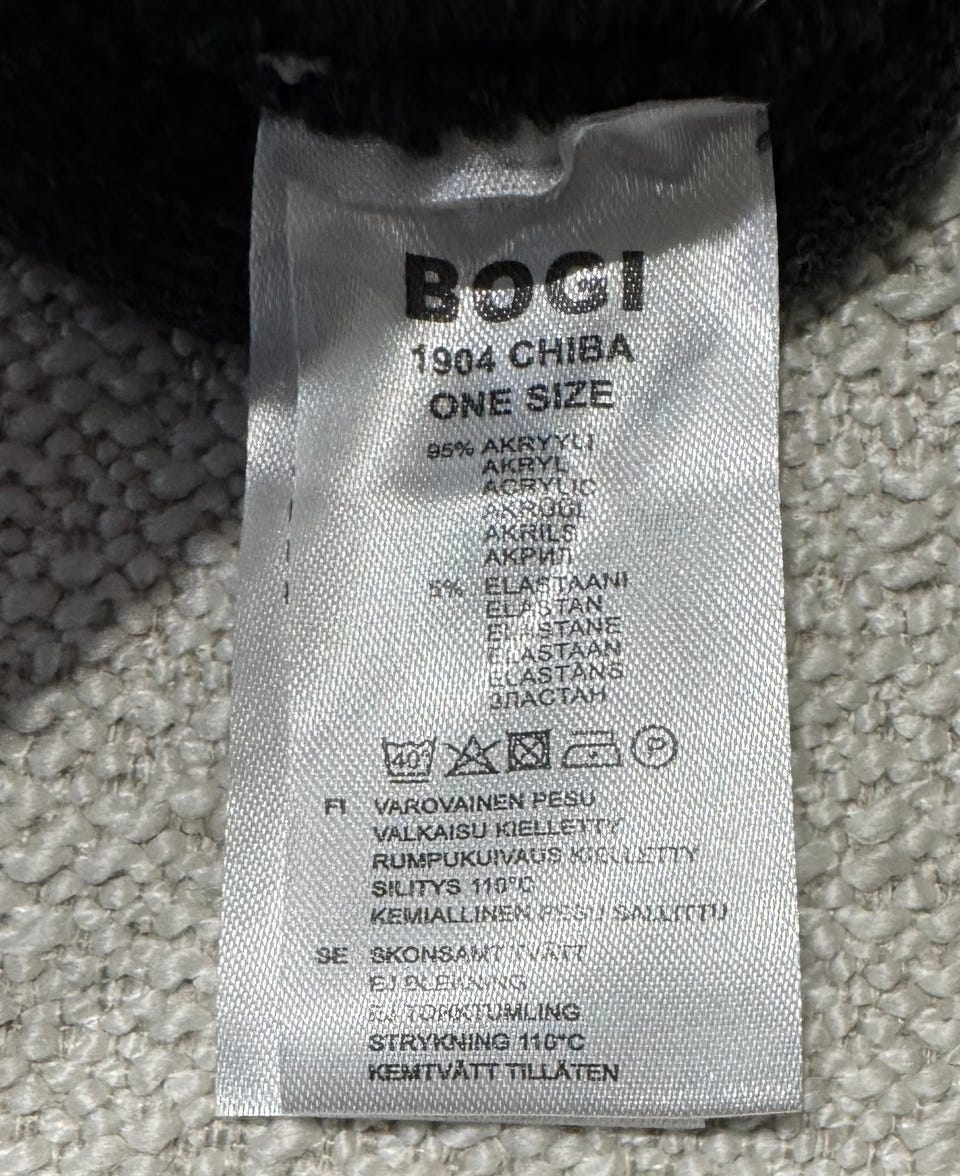 BOGI
1904 CHIBA
ONE SIZE
95% AKRYYLI
AKRYL
ACRYLIC
AKRÜÜL
AKRILS
АКРИЛ
5% ELASTAANI
ELASTAN
ELASTANE
ELASTAAN
ELASTĀNS
ЭЛАСТАН
40° P
FI VAROVAINEN PESU
VALKAISU KIELLETTY
RUMPUKUIVAUS KIELLETTY
SILITYS 110°C
KEMIALLINEN PESU SALLITTU
SE SKONSAMT TVÄTT
EJ BLEKNING
EJ TORKTUMLING
STRYKNING 110°C
KEMTVÄTT TILLÅTEN